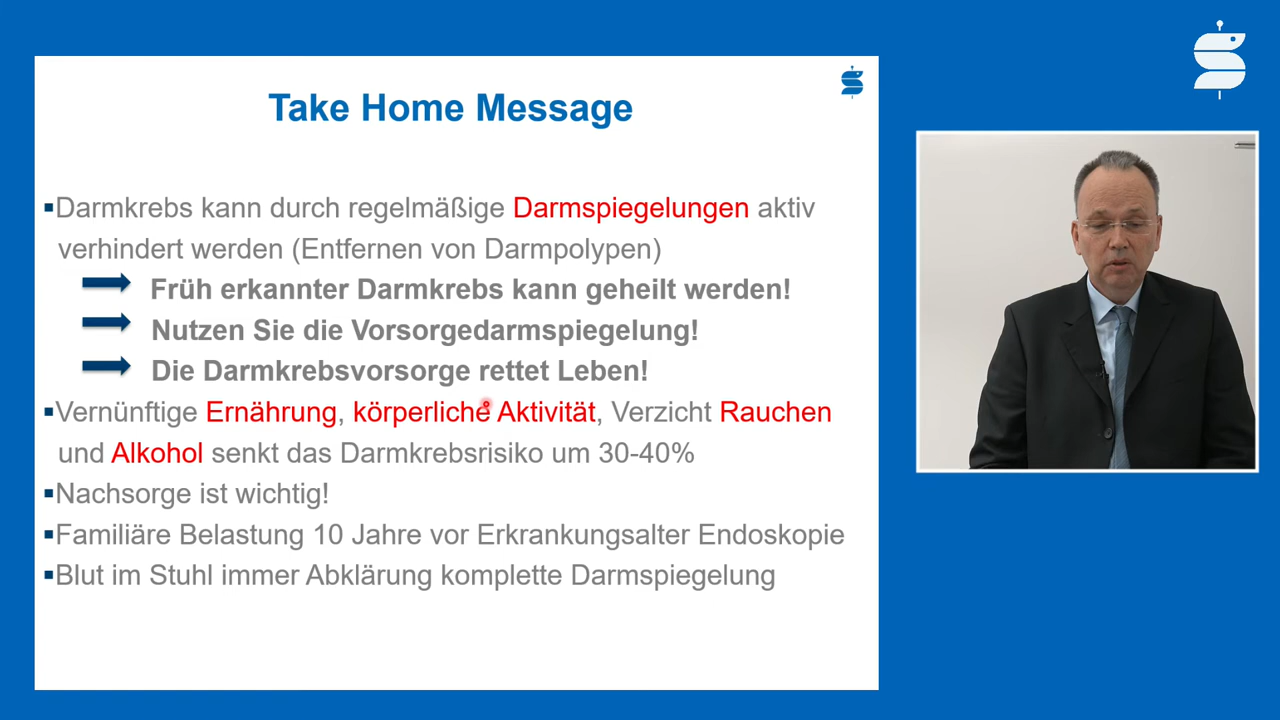 Take Home Message
▪Darmkrebs kann durch regelmäßige Darmspiegelungen aktiv
verhindert werden (Entfernen von Darmpolypen)
Früh erkannter Darmkrebs kann geheilt werden!
Nutzen Sie die Vorsorgedarmspiegelung!
Die Darmkrebsvorsorge rettet Leben!
▪Vernünftige Ernährung, körperliche Aktivität, Verzicht Rauchen
und Alkohol senkt das Darmkrebsrisiko um 30-40%
▪Nachsorge ist wichtig!
▪Familiäre Belastung 10 Jahre vor Erkrankungsalter Endoskopie
▪Blut im Stuhl immer Abklärung komplette Darmspiegelung